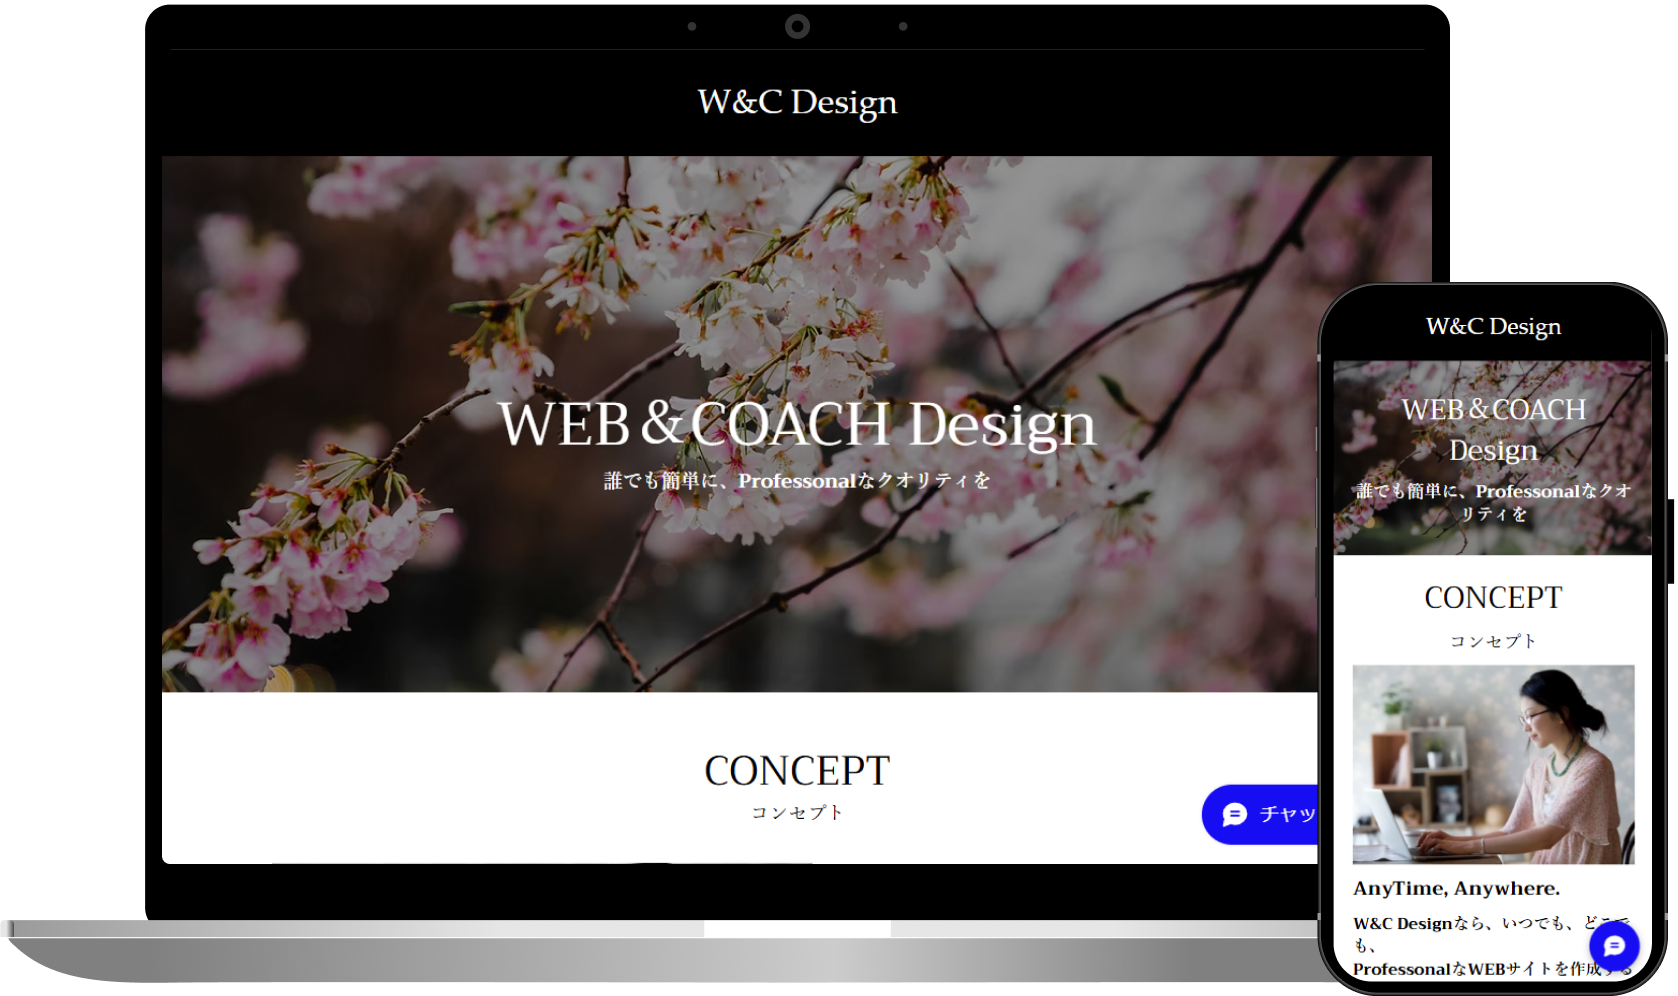 W&C Design
WEB&COACH Design
誰でも簡単に、Professonalなクオリティを
CONCEPT
コンセプト
チャッ
W&C Design
WEB&COACH
Design
誰でも簡単に、Professonalなクオ
リティを
CONCEPT
コンセプト
AnyTime, Anywhere.
W&C Designなら、いつでも、どこで
も、
ProfessonalなWEBサイトを作成する